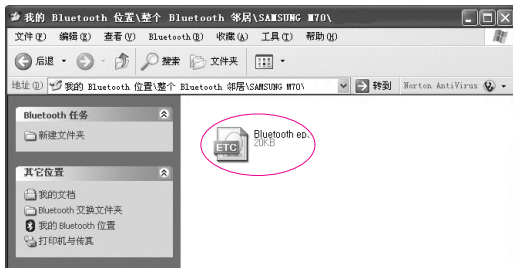 我的 Bluetooth 位置\整个 Bluetooth 邻居\SAMSUNG M70\
文件(F) 编辑(E) 查看(V) Bluetooth(B) 收藏(A) 工具(T) 帮助(H)
后退 搜索 文件夹
地址(D) 我的 Bluetooth 位置\整个 Bluetooth 邻居\SAMSUNG M70\ 转到 Norton AntiVirus
Bluetooth 任务
新建文件夹
其它位置
我的文档
Bluetooth 交换文件夹
我的 Bluetooth 位置
打印机与传真
ETC
Bluetooth ep.
20KB